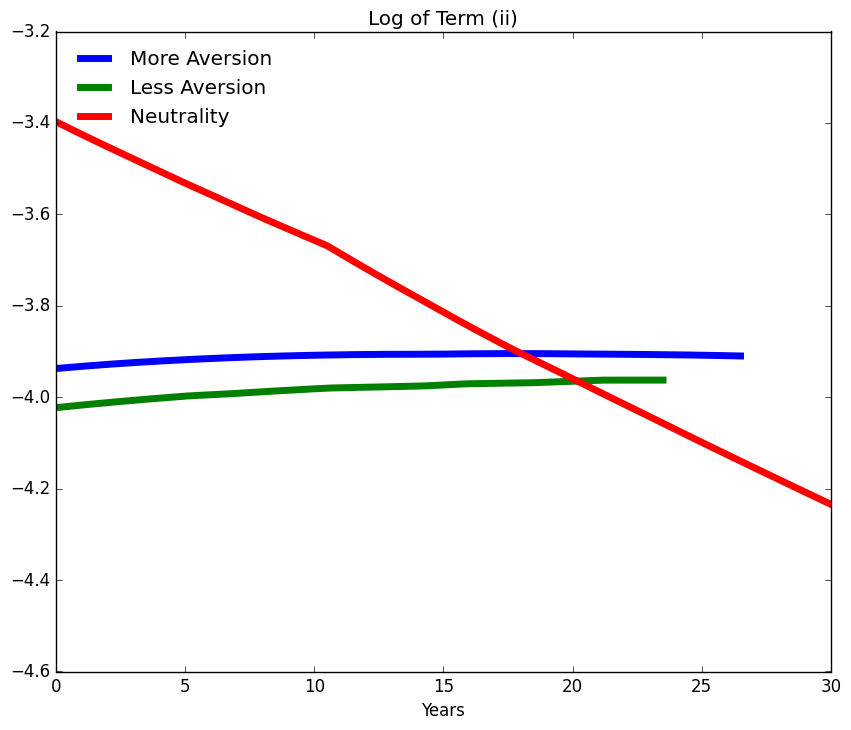 Log of Term (ii)
−3.2
−3.4
−3.6
−3.8
−4.0
−4.2
−4.4
−4.6
More Aversion
Less Aversion
Neutrality
0 5 10 15 20 25 30
Years